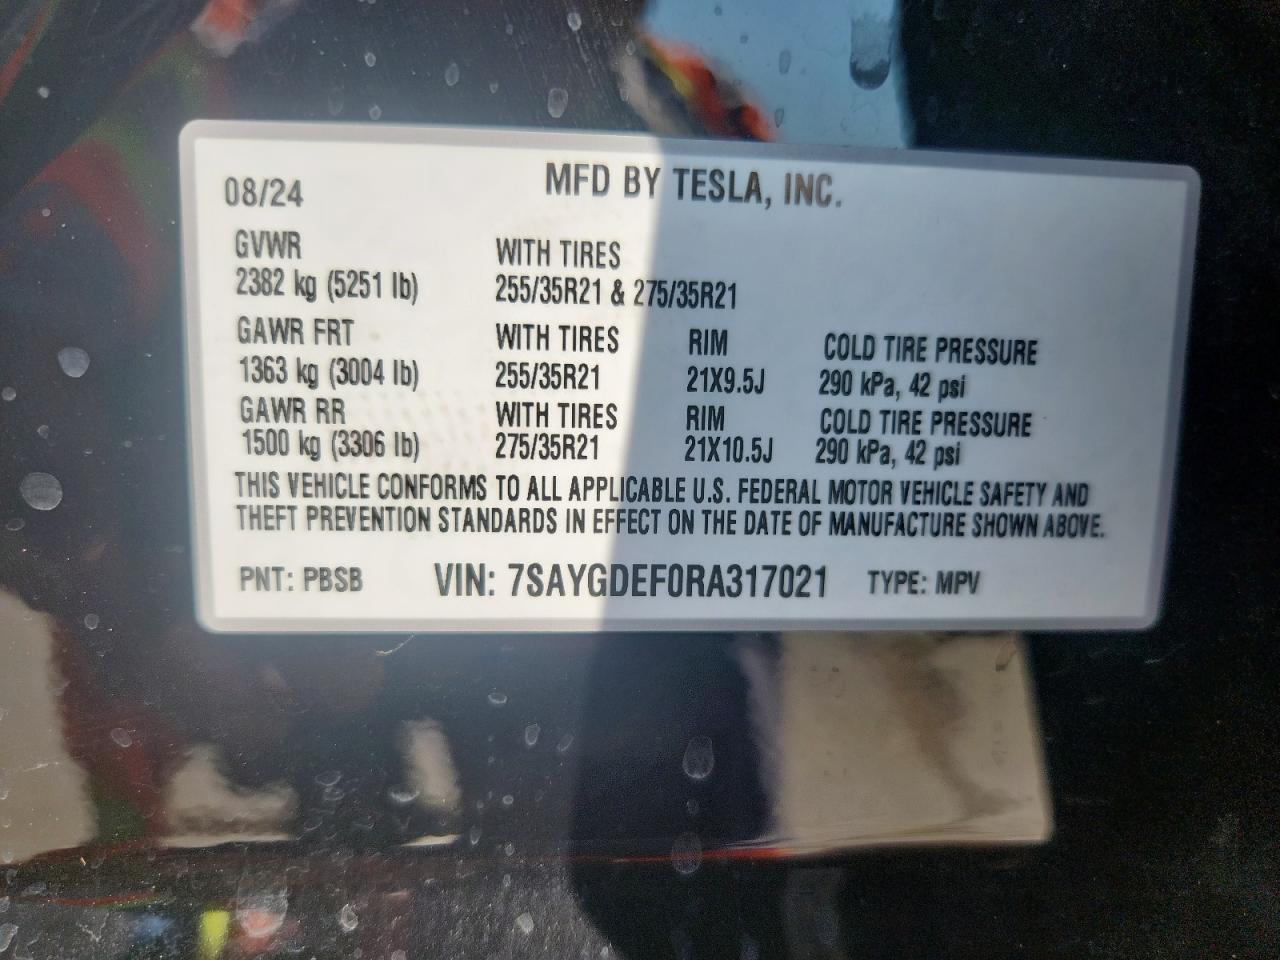 08/24 MFD BY TESLA, INC.
GVWR WITH TIRES
2382 kg (5251 lb) 255/35R21 & 275/35R21
GAWR FRT WITH TIRES RIM COLD TIRE PRESSURE
1363 kg (3004 lb) 255/35R21 21X9.5J 290 kPa, 42 psi
GAWR RR WITH TIRES RIM COLD TIRE PRESSURE
1500 kg (3306 lb) 275/35R21 21X10.5J 290 kPa, 42 psi
THIS VEHICLE CONFORMS TO ALL APPLICABLE U.S. FEDERAL MOTOR VEHICLE SAFETY AND
THEFT PREVENTION STANDARDS IN EFFECT ON THE DATE OF MANUFACTURE SHOWN ABOVE.
PNT: PBSB VIN: 7SAYGDEF0RA317021 TYPE: MPV